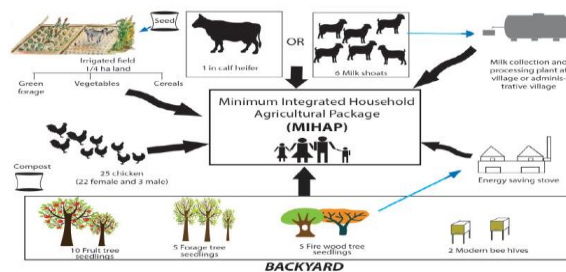 Seed
Irrigated field
1/4 ha land
Green
forage
Vegetables
Cereals
1 in calf heifer
OR
6 Milk shoats
Milk collection and
processing plant at
village or adminis-
trative village
Minimum Integrated Household
Agricultural Package
(MIHAP)
25 chicken
(22 female and 3 male)
Compost
Energy saving stove
10 Fruit tree
seedlings
5 Forage tree
seedlings
5 Fire wood tree
seedlings
2 Modern bee hives
BACKYARD